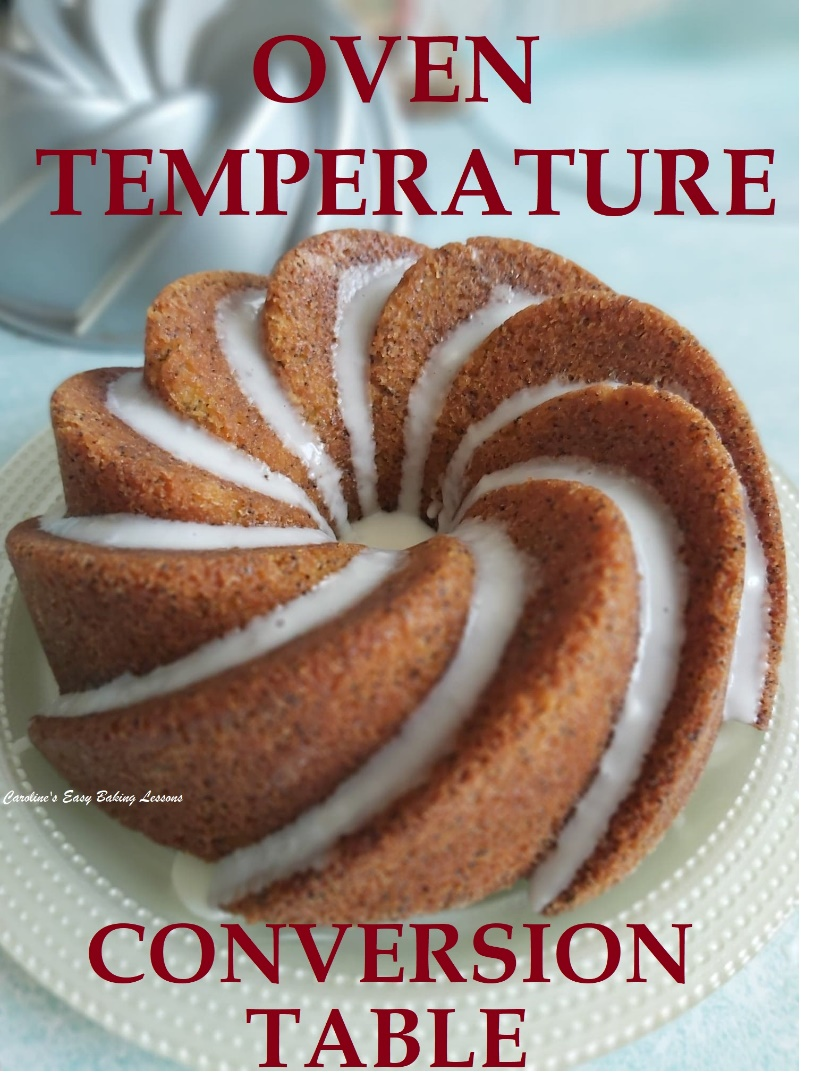 OVEN
TEMPERATURE
Caroline's Easy Baking Lessons
CONVERSION
TABLE